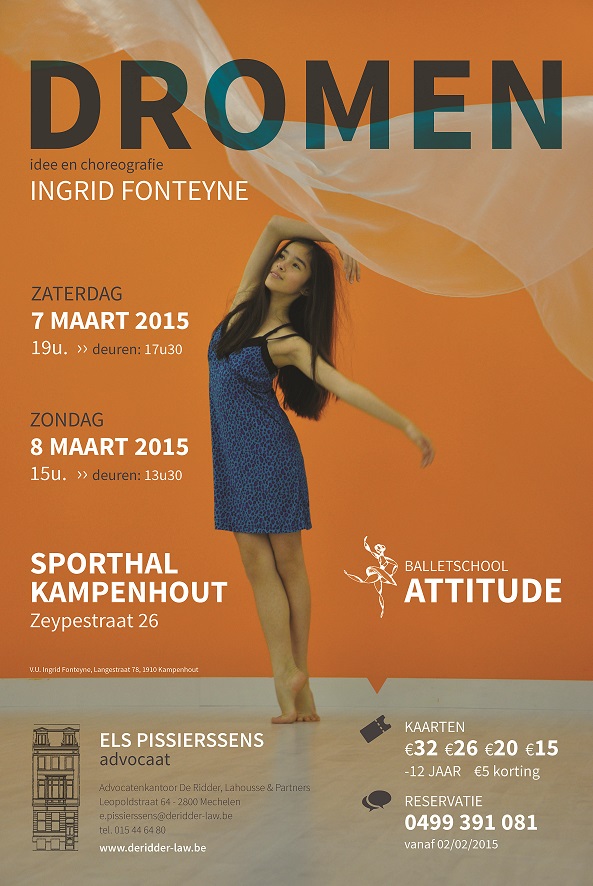 DROMEN
idee en choreografie
INGRID FONTEYNE
ZATERDAG
7 MAART 2015
19u. ›› deuren: 17u30
ZONDAG
8 MAART 2015
15u. ›› deuren: 13u30
SPORTHAL
KAMPENHOUT
Zeypestraat 26
BALLETSCHOOL
ATTITUDE
V.U. Ingrid Fonteyne, Langestraat 78, 1910 Kampenhout
ELS PISSIERSSENS
advocaat
Advocatenkantoor De Ridder, Lahousse & Partners
Leopoldstraat 64 - 2800 Mechelen
e.pissierssens@deridder-law.be
tel. 015 44 64 80
www.deridder-law.be
KAARTEN
€32 €26 €20 €15
-12 JAAR €5 korting
RESERVATIE
0499 391 081
vanaf 02/02/2015